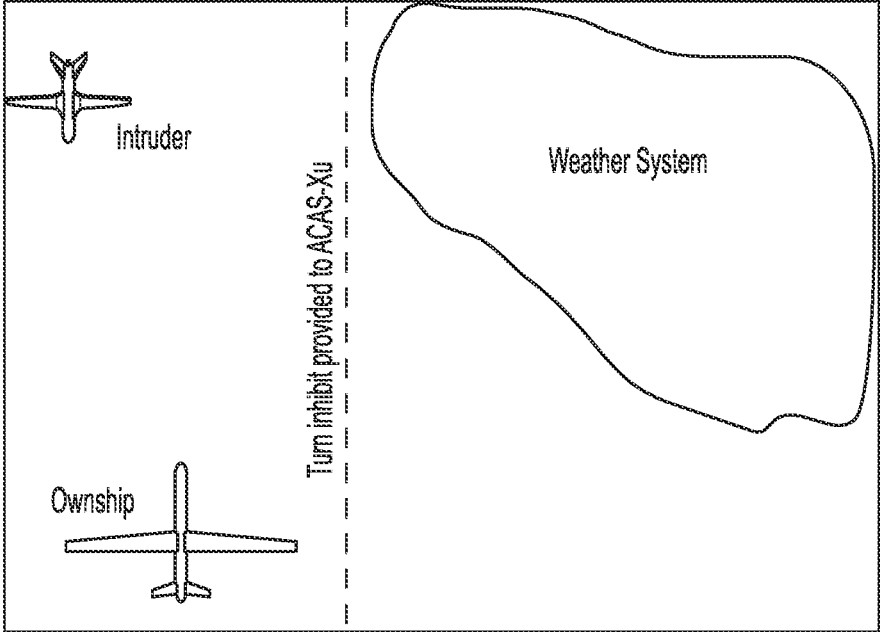 Intruder
Weather System
Turn inhibit provided to ACAS-Xu
Ownship